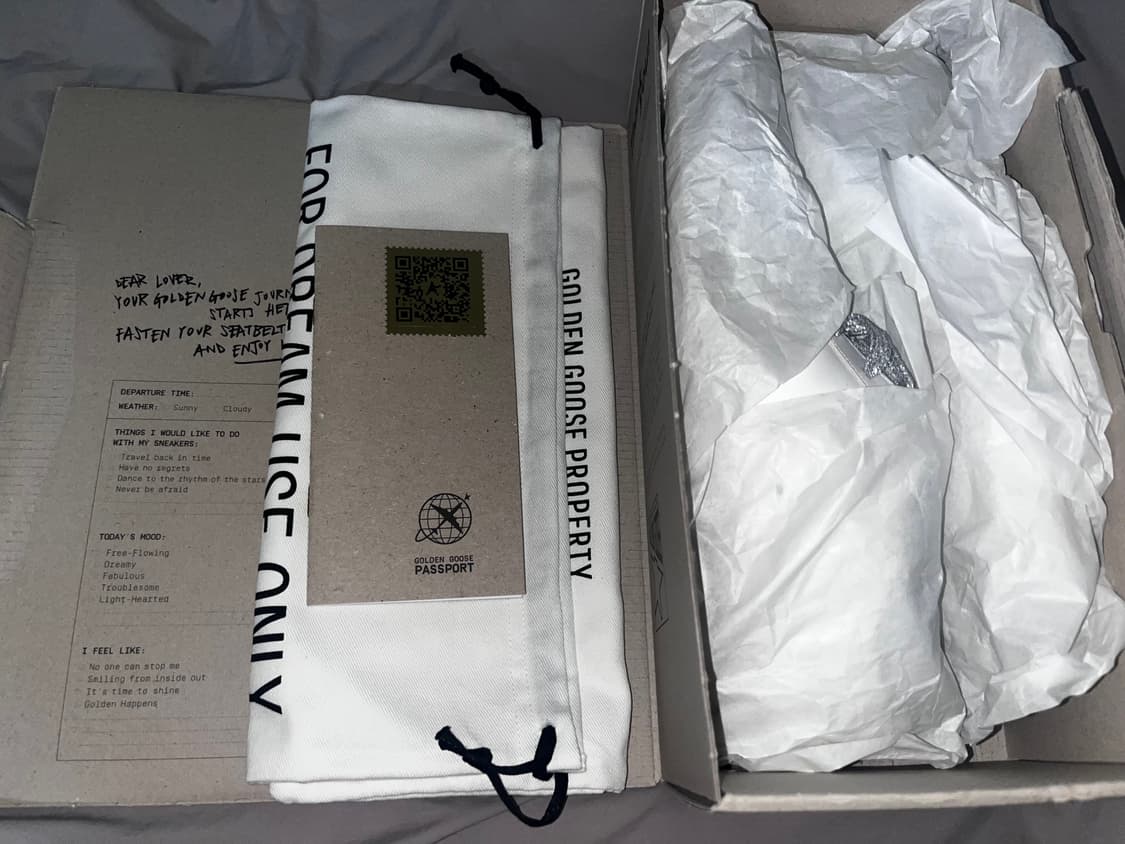 DEAR LOVER,
YOUR GOLDEN GOOSE
STARTS
FASTEN YOUR SEATBELT
AND ENJOY
DEPARTURE TIME:
WEATHER: Sunny Cloudy
THINGS I WOULD LIKE TO DO
WITH MY SNEAKERS:
Travel back in time
Have no regrets
Dance to the rhythm of the stars
Never be afraid
TODAY'S MOOD:
Free-Flowing
Dreamy
Fabulous
Troublesome
Light-Hearted
I FEEL LIKE:
No one can stop me
Smiling from inside out
It's time to shine
Golden Happens
FOR DREAM USE ONLY
GOLDEN GOOSE
PASSPORT
GOLDEN GOOSE PROPERTY